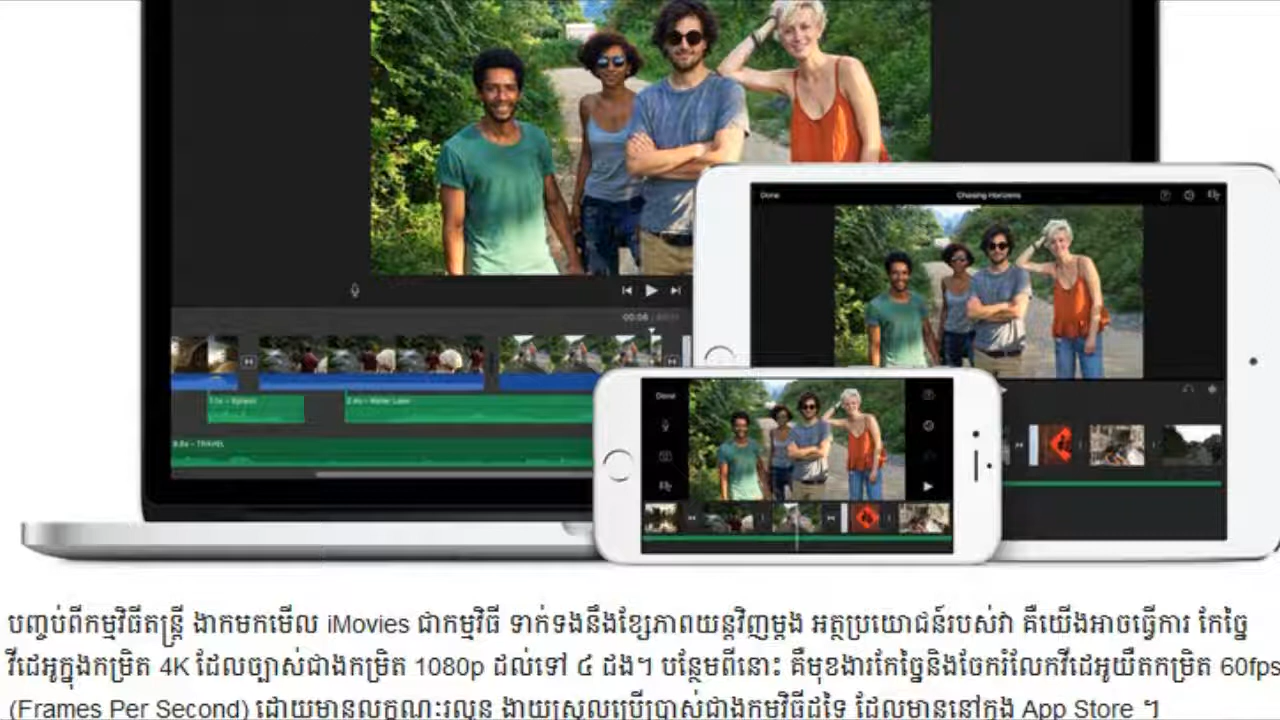 Done
Chasing Horizons
00:06
Done
9.8s – TRAVEL
បញ្ចប់ពីកម្មវិធីតន្ត្រី ងាកមកមើល iMovies ជាកម្មវិធី ទាក់ទងនឹងខ្សែភាពយន្តវិញម្តង អត្ថប្រយោជន៍របស់វា គឺយើងអាចធ្វើការ កែច្នៃ
វីដេអូក្នុងកម្រិត 4K ដែលច្បាស់ជាងកម្រិត 1080p ដល់ទៅ ៤ ដង។ បន្ថែមពីនោះ គឺមុខងារកែច្នៃនិងចែករំលែកវីដេអូយឺតកម្រិត 60fps
(Frames Per Second) ដោយមានលក្ខណៈរលូន ងាយស្រួលប្រើប្រាស់ជាងកម្មវិធីដទៃ ដែលមាននៅក្នុង App Store ។